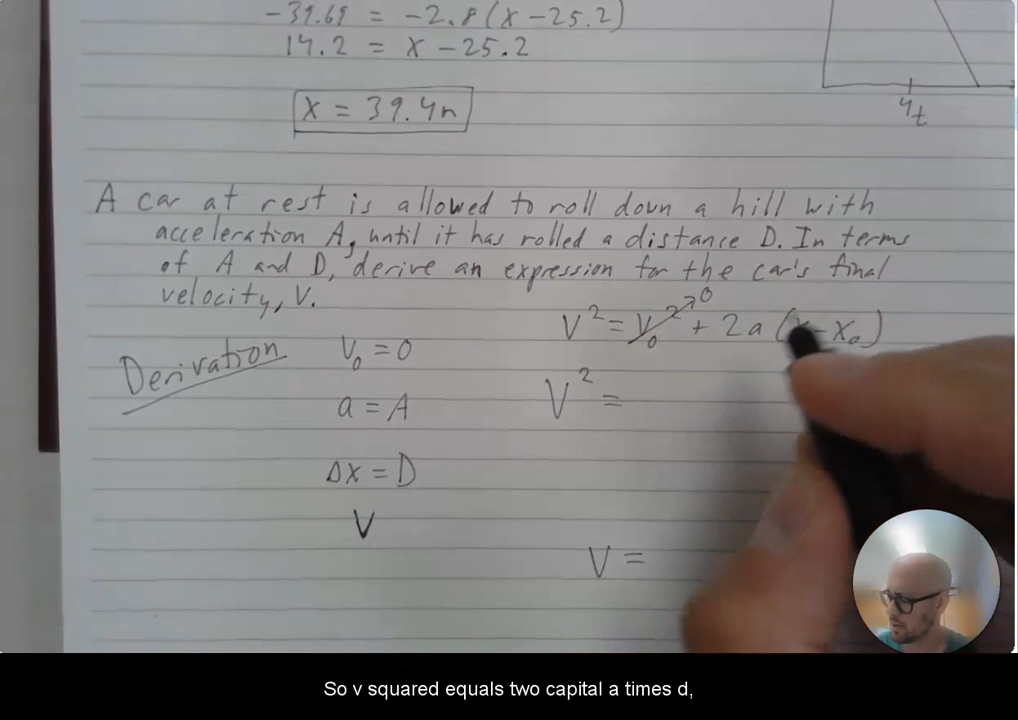 -39.69 = -2.8(x-25.2)
14.2 = x-25.2
x = 39.4m
4 t
A car at rest is allowed to roll down a hill with
acceleration A, until it has rolled a distance D. In terms
of A and D, derive an expression for the car's final
velocity, V.
V² = V₀² → 0 + 2a(x-x₀)
Derivation
V₀ = 0
V² =
a = A
Δx = D
V
V =
So v squared equals two capital a times d,